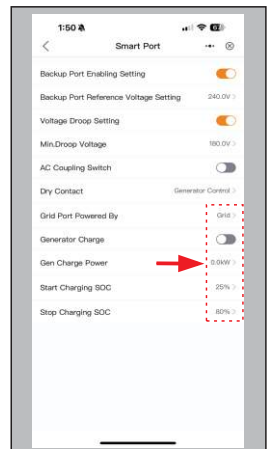 1:50
Smart Port
Backup Port Enabling Setting
Backup Port Reference Voltage Setting 240.0V
Voltage Droop Setting
Min.Droop Voltage 180.0V
AC Coupling Switch
Dry Contact Generator Control
Grid Port Powered By Grid
Generator Charge
Gen Charge Power 0.0kW
Start Charging SOC 25%
Stop Charging SOC 80%